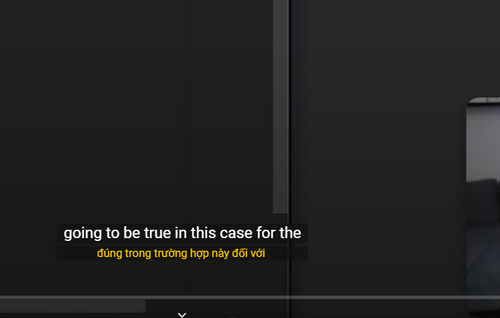 going to be true in this case for the
đúng trong trường hợp này đối với